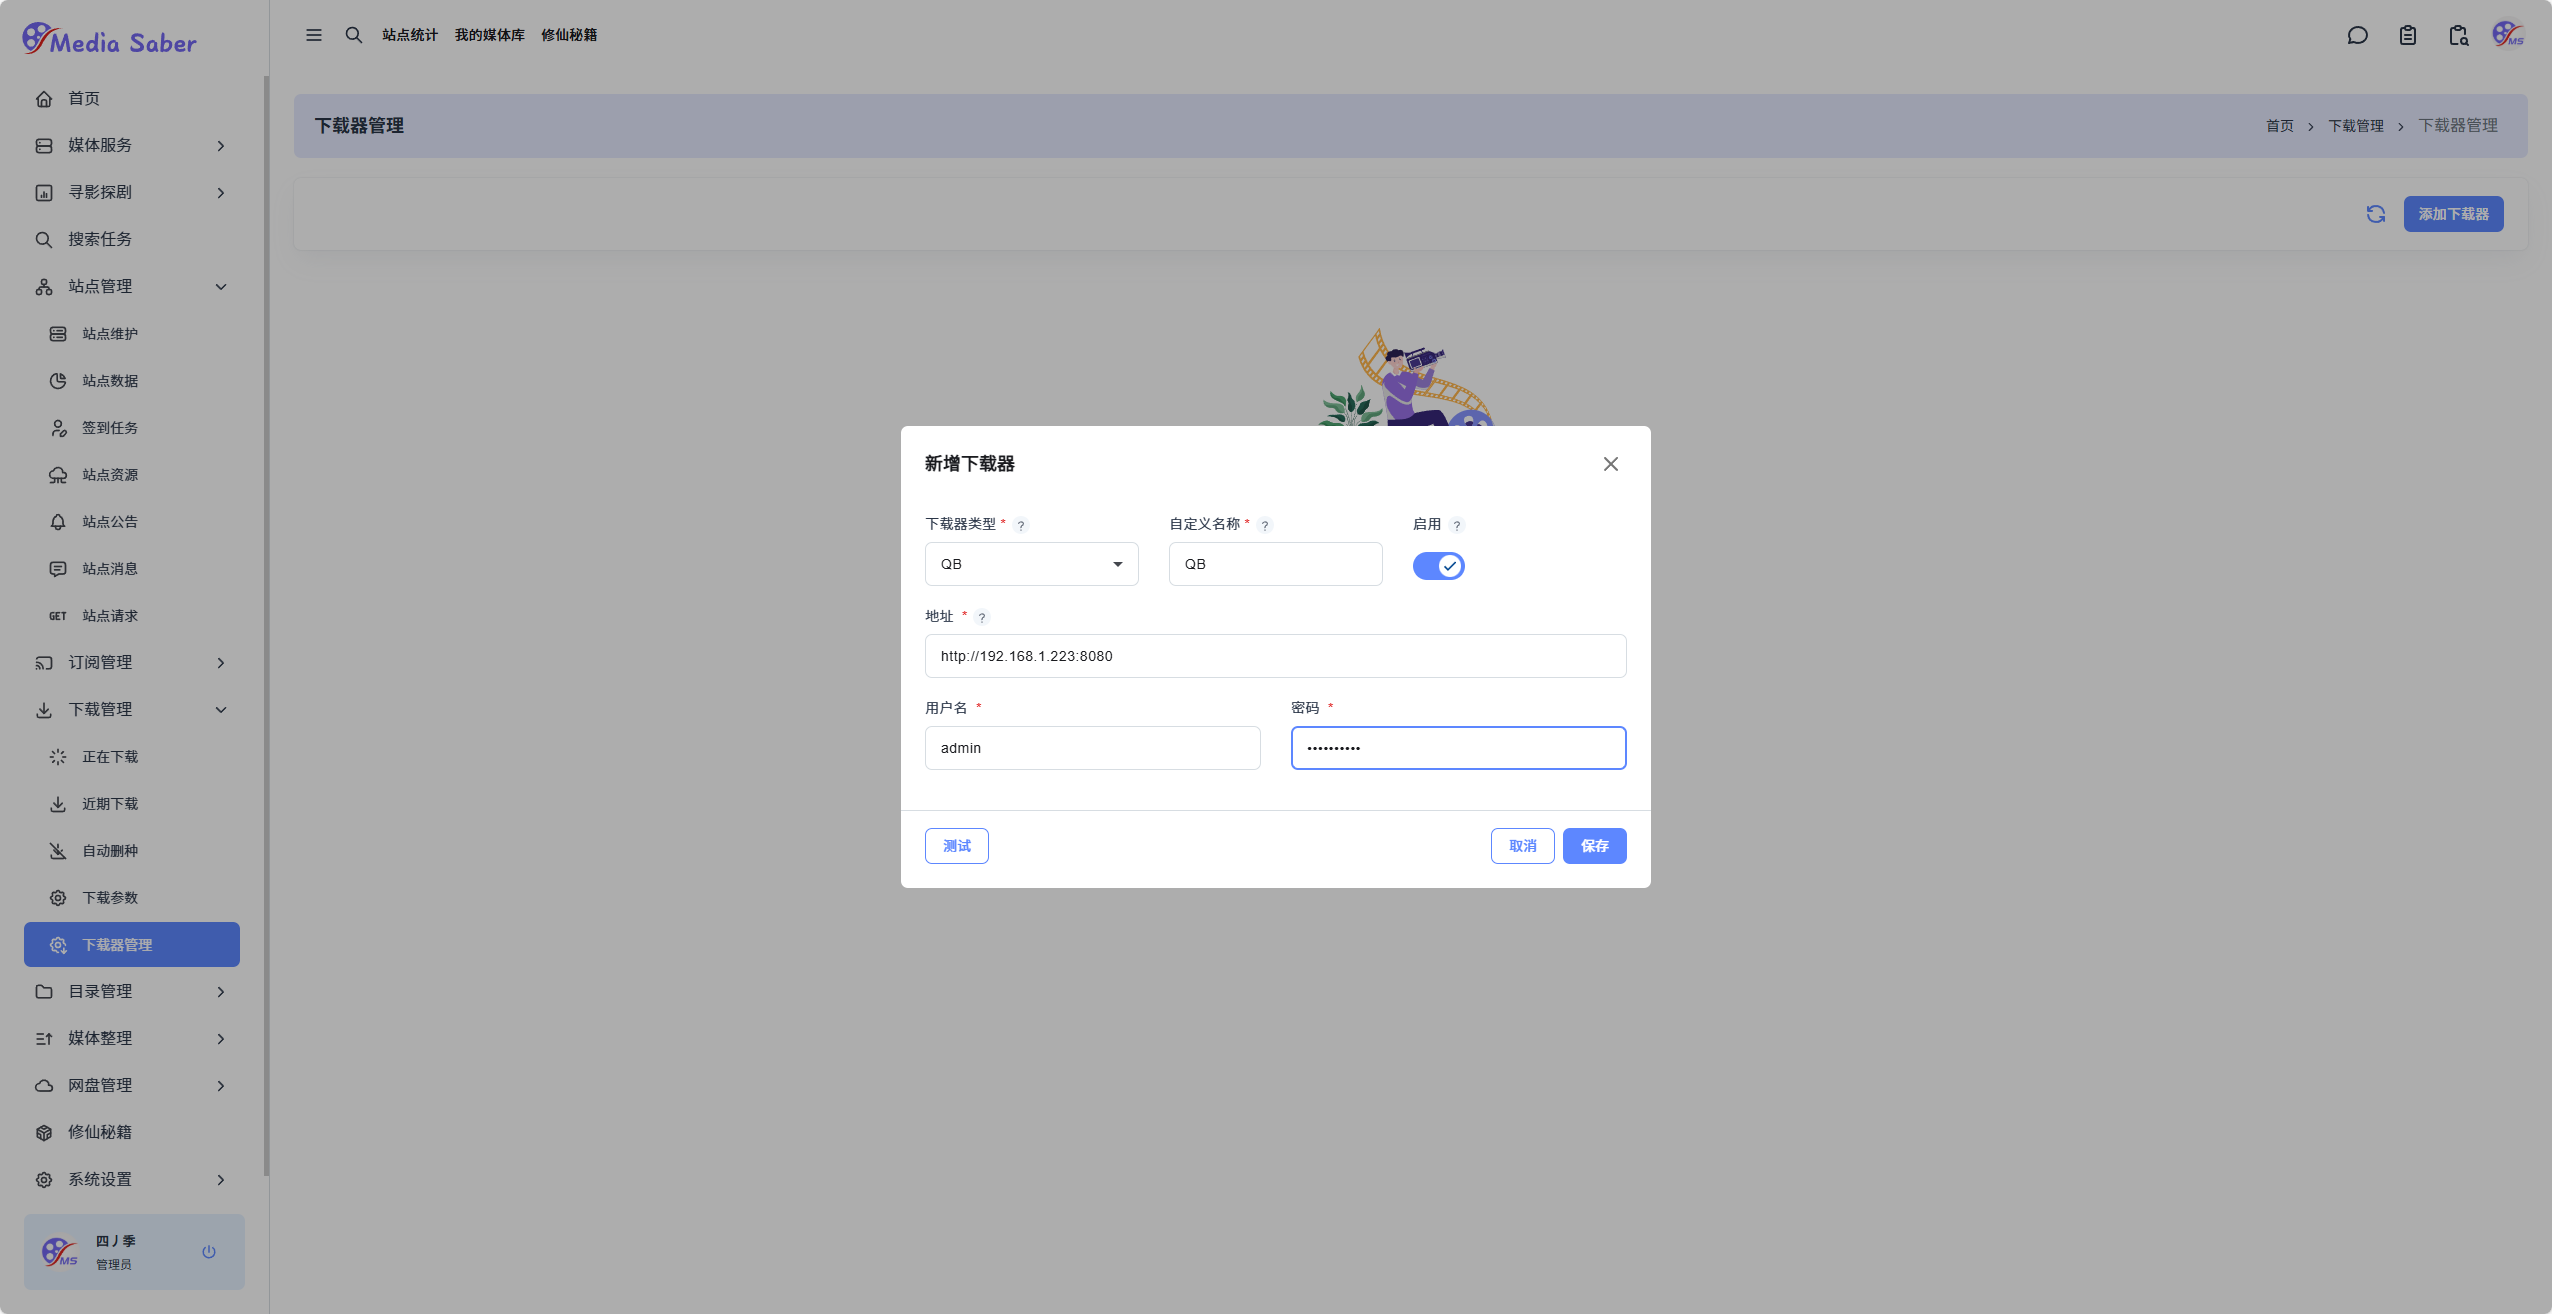 Media Saber
站点统计 我的媒体库 修仙秘籍
首页
媒体服务
寻影探剧
搜索任务
站点管理
站点维护
站点数据
签到任务
站点资源
站点公告
站点消息
GET 站点请求
订阅管理
下载管理
正在下载
近期下载
自动删种
下载参数
下载器管理
目录管理
媒体整理
网盘管理
修仙秘籍
系统设置
MS
四丿季
管理员
MS
下载器管理
首页 > 下载管理 > 下载器管理
添加下载器
新增下载器
下载器类型 * ? 自定义名称 * ? 启用 ?
QB QB
地址 * ?
http://192.168.1.223:8080
用户名 * 密码 *
admin ••••••••••
测试 取消 保存